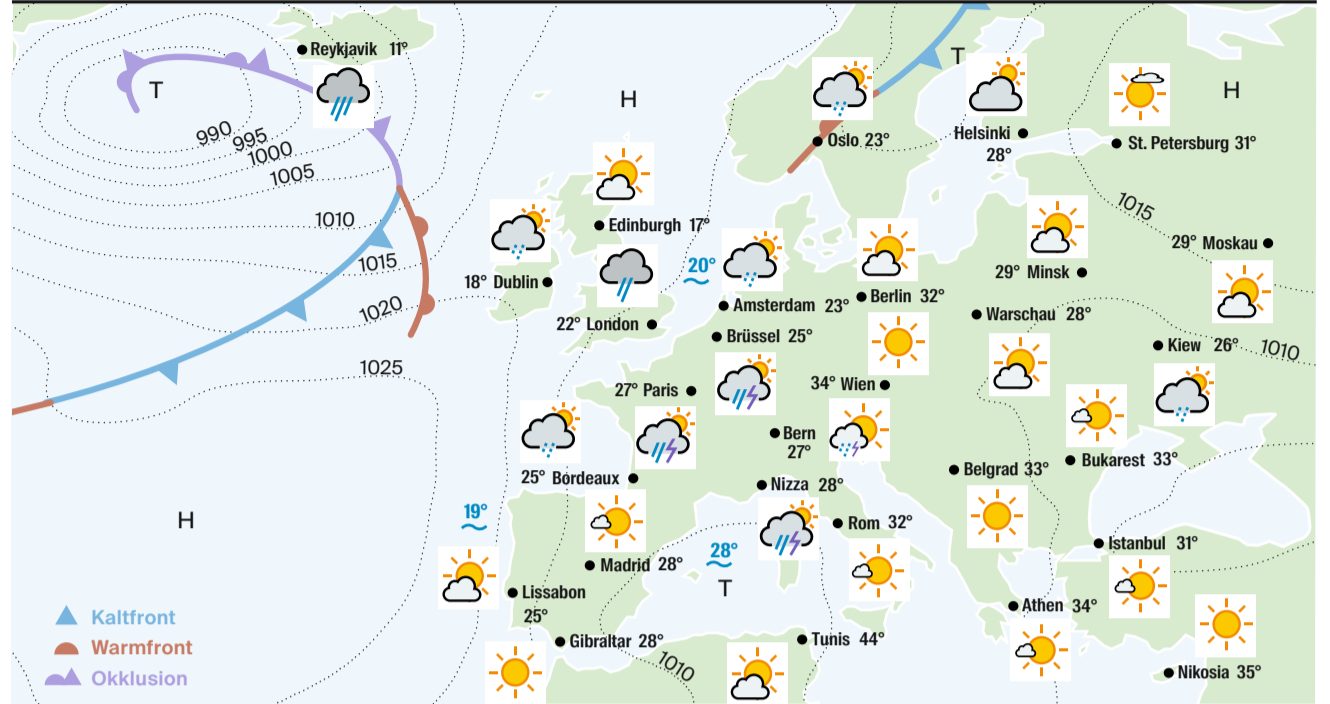 Reykjavik 11°
T
T
H
H
990
995
1000
1005
Oslo 23°
Helsinki
28°
St. Petersburg 31°
1010
1015
1020
1025
1015
Edinburgh 17°
29° Moskau
18° Dublin
20°
29° Minsk
Amsterdam 23°
Berlin 32°
22° London
Warschau 28°
Brüssel 25°
Kiew 26°
1010
27° Paris
34° Wien
Bern
27°
25° Bordeaux
Nizza 28°
Belgrad 33°
Bukarest 33°
H
19°
Rom 32°
28°
T
Madrid 28°
Istanbul 31°
Lissabon
25°
Athen 34°
Gibraltar 28°
Tunis 44°
1010
Nikosia 35°
Kaltfront
Warmfront
Okklusion